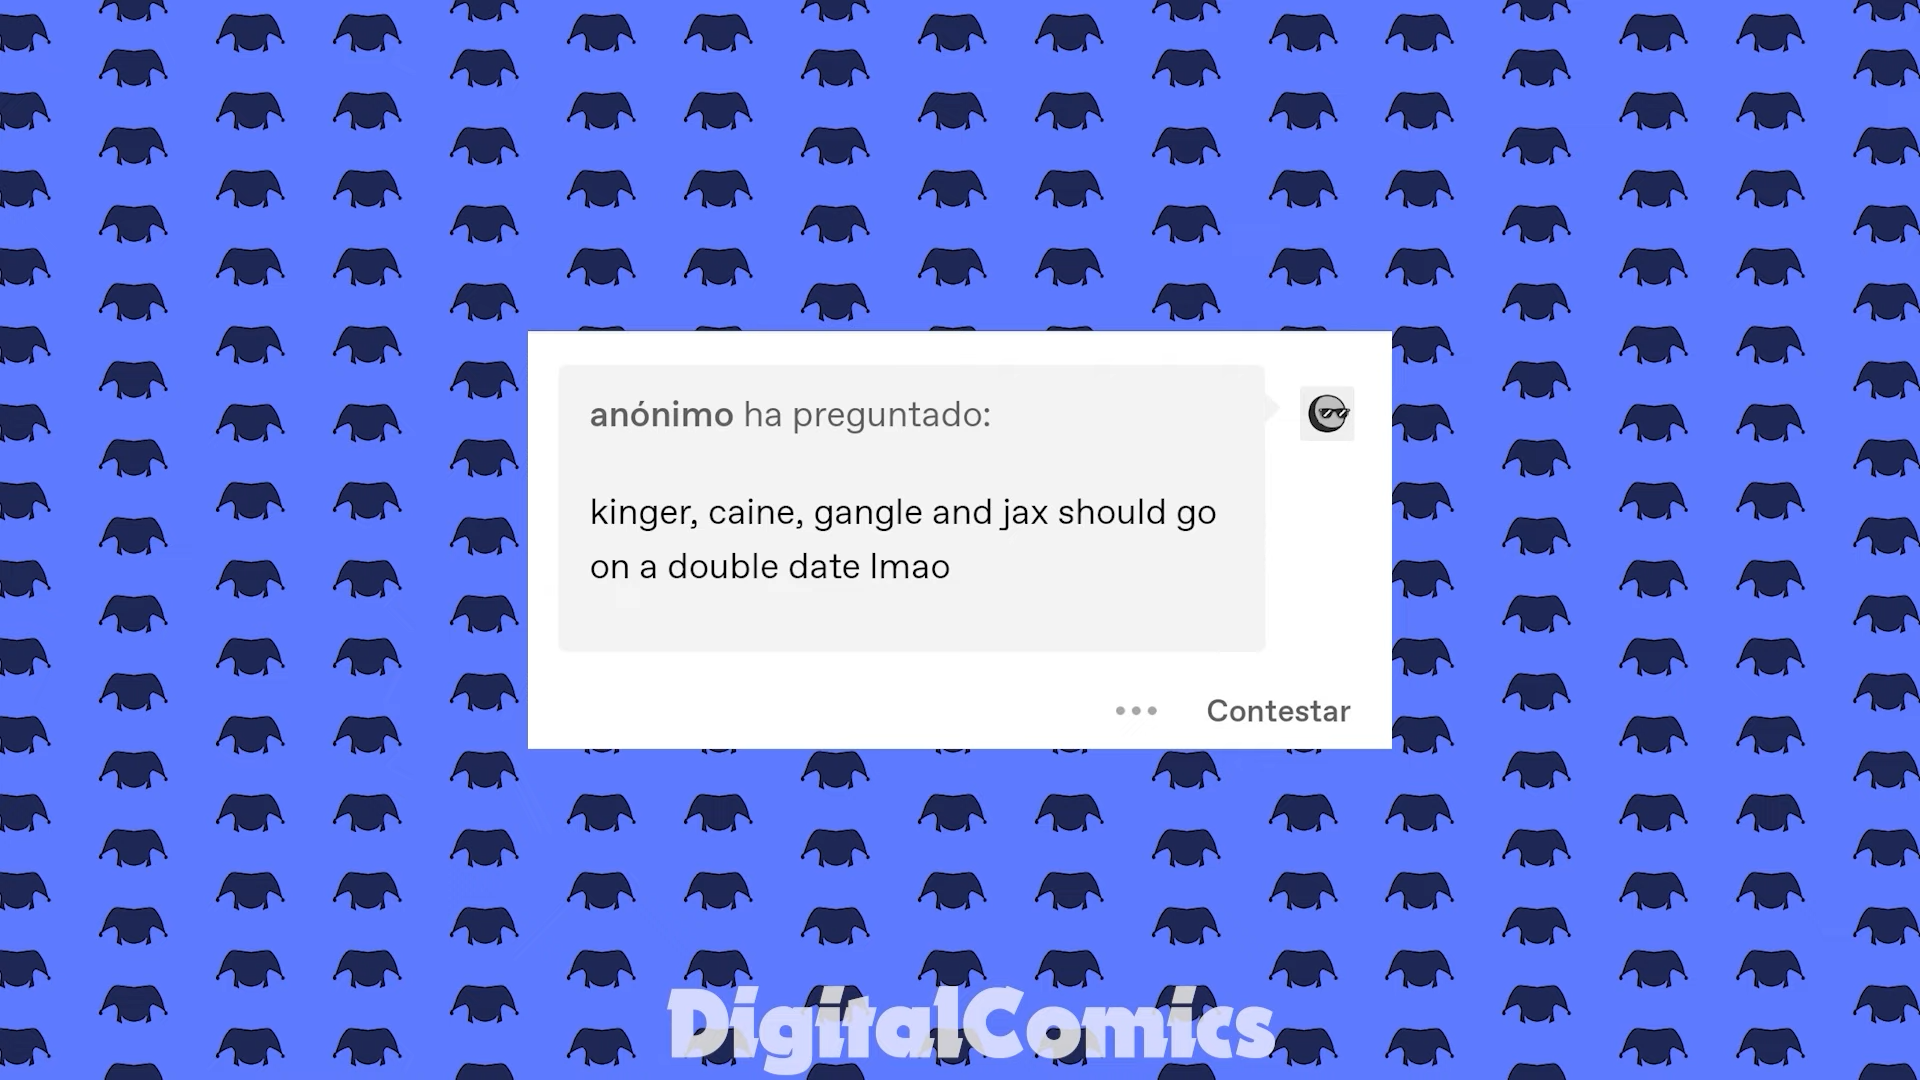 anónimo ha preguntado:
kinger, caine, gangle and jax should go
on a double date lmao
Contestar
DigitalComics